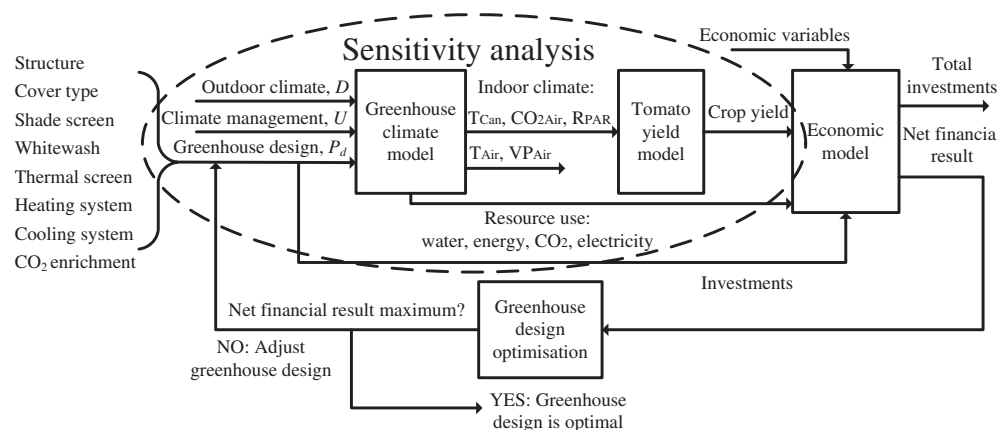 Sensitivity analysis
Economic variables
Structure
Cover type
Shade screen
Whitewash
Thermal screen
Heating system
Cooling system
CO2 enrichment
Outdoor climate, D
Climate management, U
Greenhouse design, Pd
Greenhouse
climate
model
Indoor climate:
TCan, CO2Air, RPAR
TAir, VPAir
Tomato
yield
model
Crop yield
Economic
model
Total
investments
Net financia
result
Resource use:
water, energy, CO2, electricity
Investments
Net financial result maximum?
Greenhouse
design
optimisation
NO: Adjust
greenhouse design
YES: Greenhouse
design is optimal